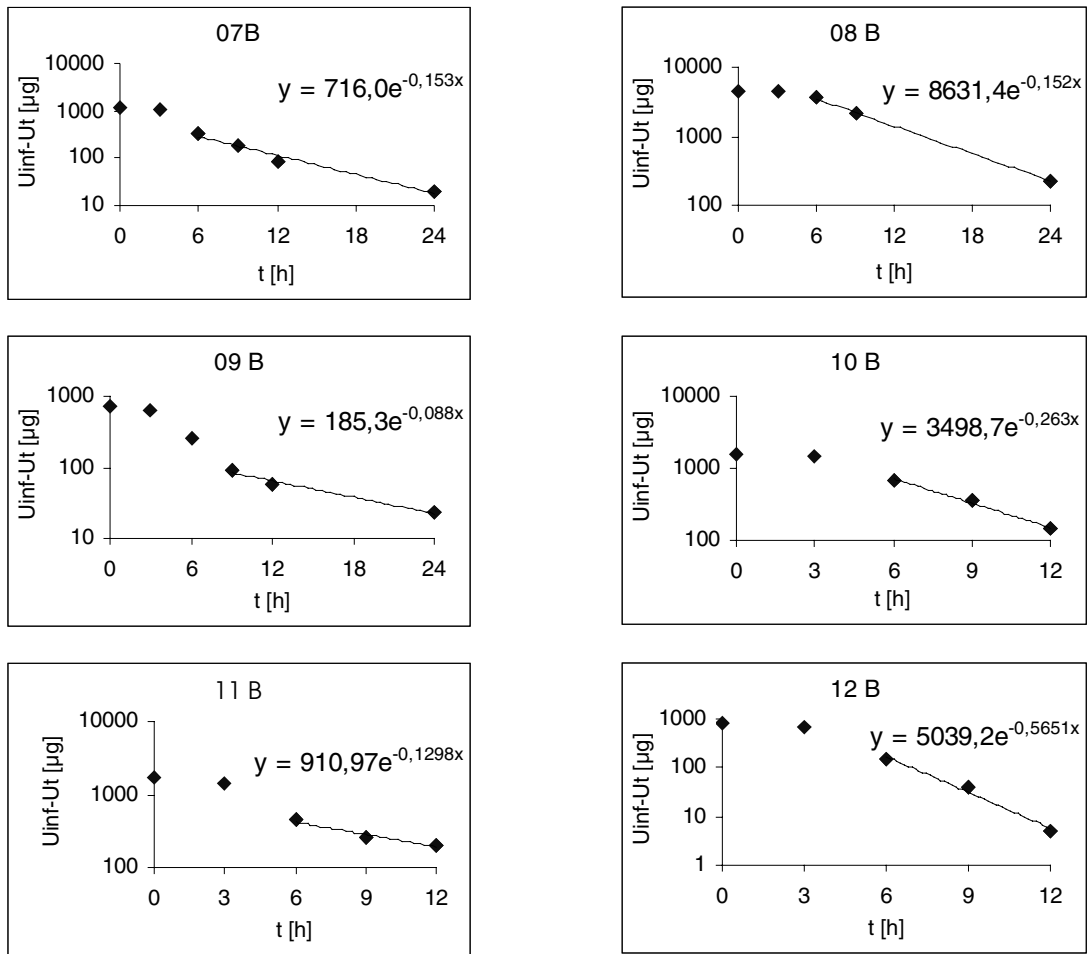 07B
Uinf-Ut [µg]
10000
1000
100
10
y = 716,0e-0,153x
0 6 12 18 24
t [h]
08 B
Uinf-Ut [µg]
10000
1000
100
y = 8631,4e-0,152x
0 6 12 18 24
t [h]
09 B
Uinf-Ut [µg]
1000
100
10
y = 185,3e-0,088x
0 6 12 18 24
t [h]
10 B
Uinf-Ut [µg]
10000
1000
100
y = 3498,7e-0,263x
0 3 6 9 12
t [h]
11 B
Uinf-Ut [µg]
10000
1000
100
y = 910,97e-0,1298x
0 3 6 9 12
t [h]
12 B
Uinf-Ut [µg]
1000
100
10
1
y = 5039,2e-0,5651x
0 3 6 9 12
t [h]